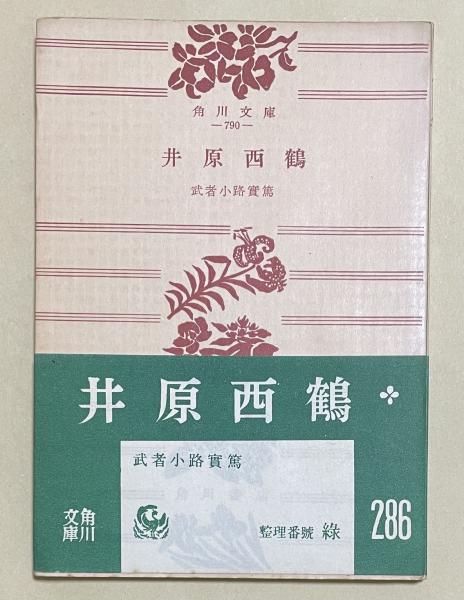 角川文庫
—790—
井原西鶴
武者小路實篤
井原西鶴
武者小路實篤
角川文庫
整理番號 綠
286